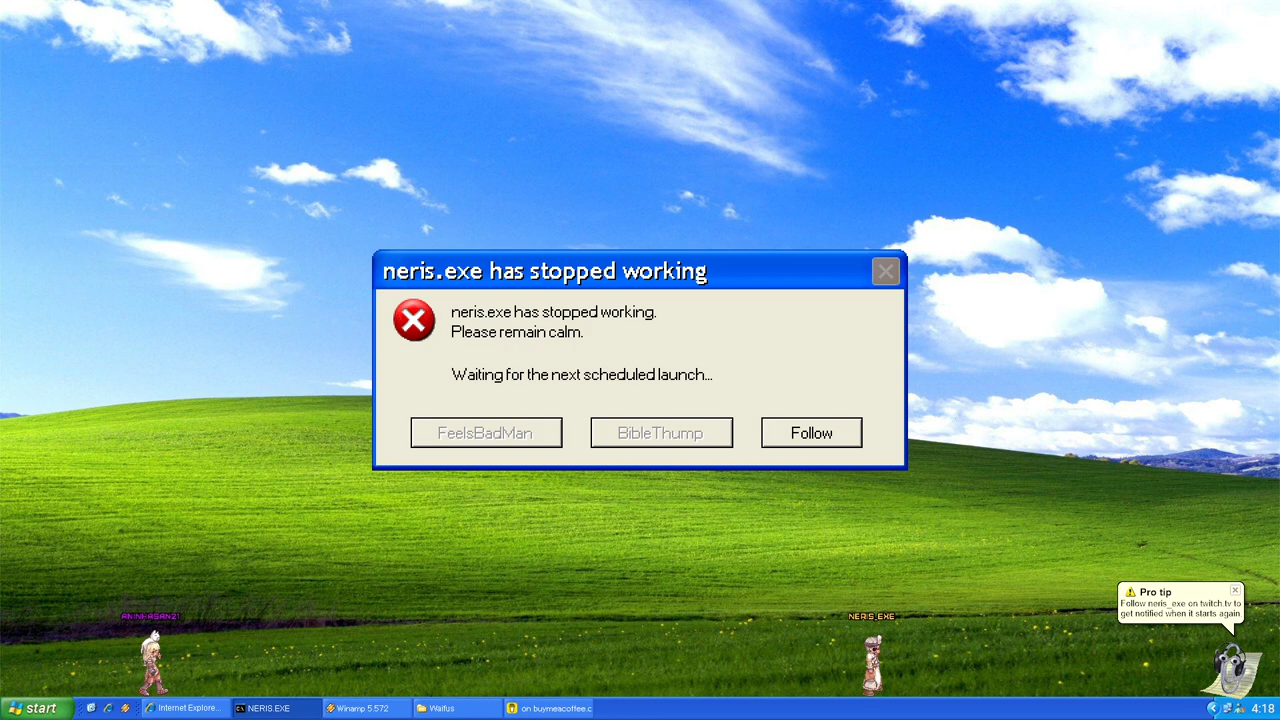 neris.exe has stopped working
neris.exe has stopped working.
Please remain calm.
Waiting for the next scheduled launch...
FeelsBadMan
BibleThump
Follow
Pro tip
Follow neris_exe on twitch.tv to
get notified when it starts again
ANINHABAN21
NERIS_EXE
start
Internet Explore...
NERIS.EXE
Winamp 5.572
Waifus
on buymeacoffee.c
4:18